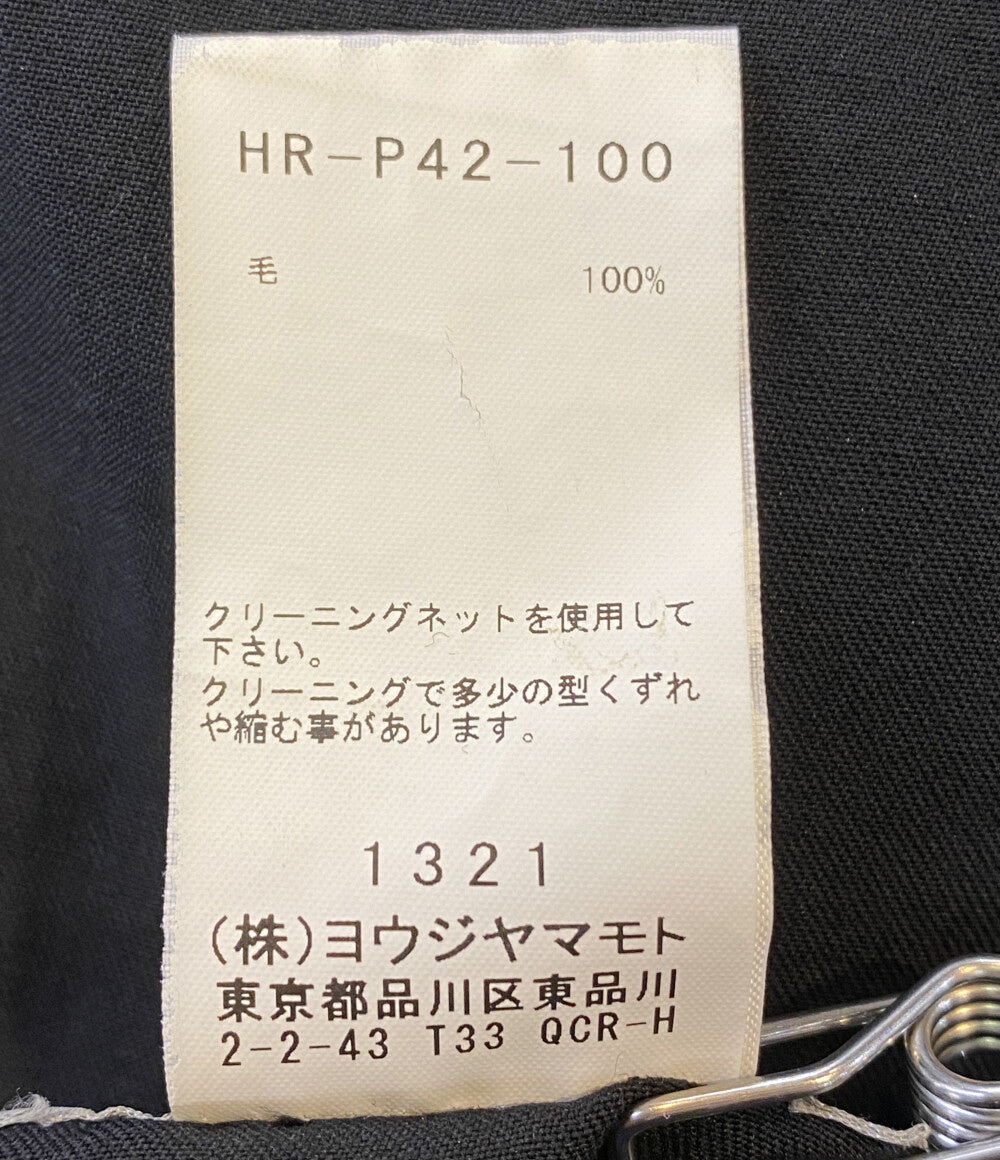 HR-P42-100
毛 100%
クリーニングネットを使用して
下さい。
クリーニングで多少の型くずれ
や縮む事があります。
1321
(株)ヨウジヤマモト
東京都品川区東品川
2-2-43 T33 QCR-H